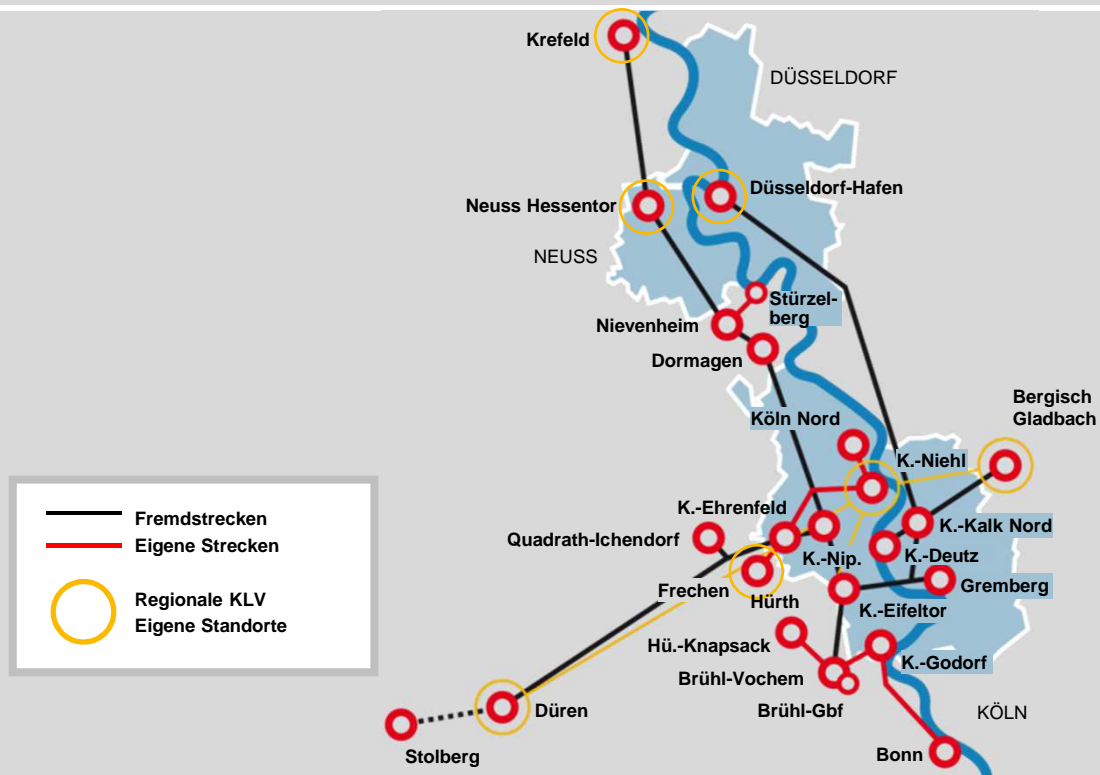 Krefeld
DÜSSELDORF
Düsseldorf-Hafen
Neuss Hessentor
NEUSS
Stürzel-
berg
Nievenheim
Dormagen
Bergisch
Gladbach
Köln Nord
K.-Niehl
K.-Ehrenfeld
Quadrath-Ichendorf
K.-Kalk Nord
K.-Nip.
K.-Deutz
Frechen
Hürth
Gremberg
K.-Eifeltor
Hü.-Knapsack
K.-Godorf
Brühl-Vochem
Brühl-Gbf
KÖLN
Düren
Stolberg
Bonn
Fremdstrecken
Eigene Strecken
Regionale KLV
Eigene Standorte